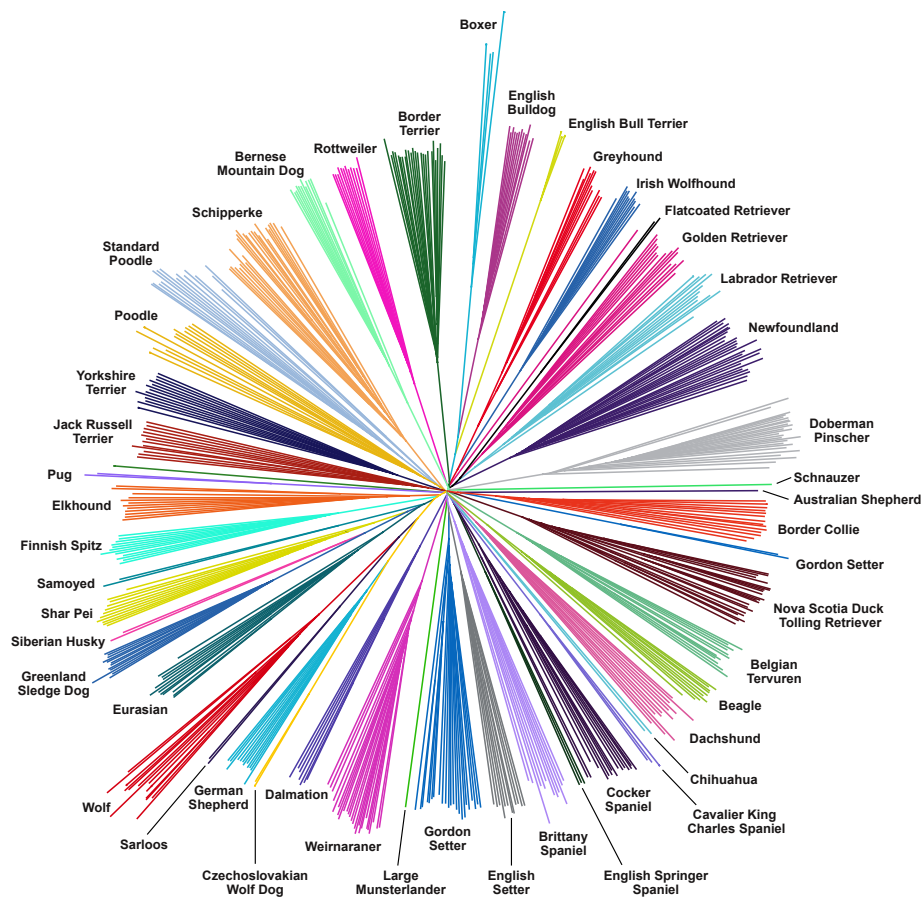 Boxer
English
Bulldog
English Bull Terrier
Greyhound
Irish Wolfhound
Flatcoated Retriever
Golden Retriever
Labrador Retriever
Newfoundland
Doberman
Pinscher
Schnauzer
Australian Shepherd
Border Collie
Gordon Setter
Nova Scotia Duck
Tolling Retriever
Belgian
Tervuren
Beagle
Dachshund
Chihuahua
Cavalier King
Charles Spaniel
Cocker
Spaniel
English Springer
Spaniel
Brittany
Spaniel
English
Setter
Gordon
Setter
Large
Munsterlander
Weirnaraner
Dalmation
Czechoslovakian
Wolf Dog
German
Shepherd
Sarloos
Wolf
Eurasian
Greenland
Sledge Dog
Siberian Husky
Shar Pei
Samoyed
Finnish Spitz
Elkhound
Pug
Jack Russell
Terrier
Yorkshire
Terrier
Poodle
Standard
Poodle
Schipperke
Bernese
Mountain Dog
Rottweiler
Border
Terrier